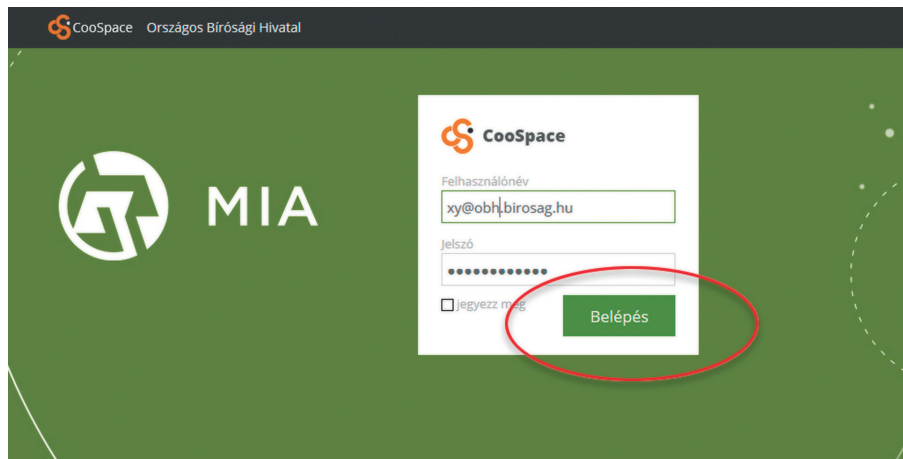 CooSpace Országos Bírósági Hivatal
MIA
CooSpace
Felhasználónév
xy@obh.birosag.hu
Jelszó
••••••••••••
jegyezz meg
Belépés